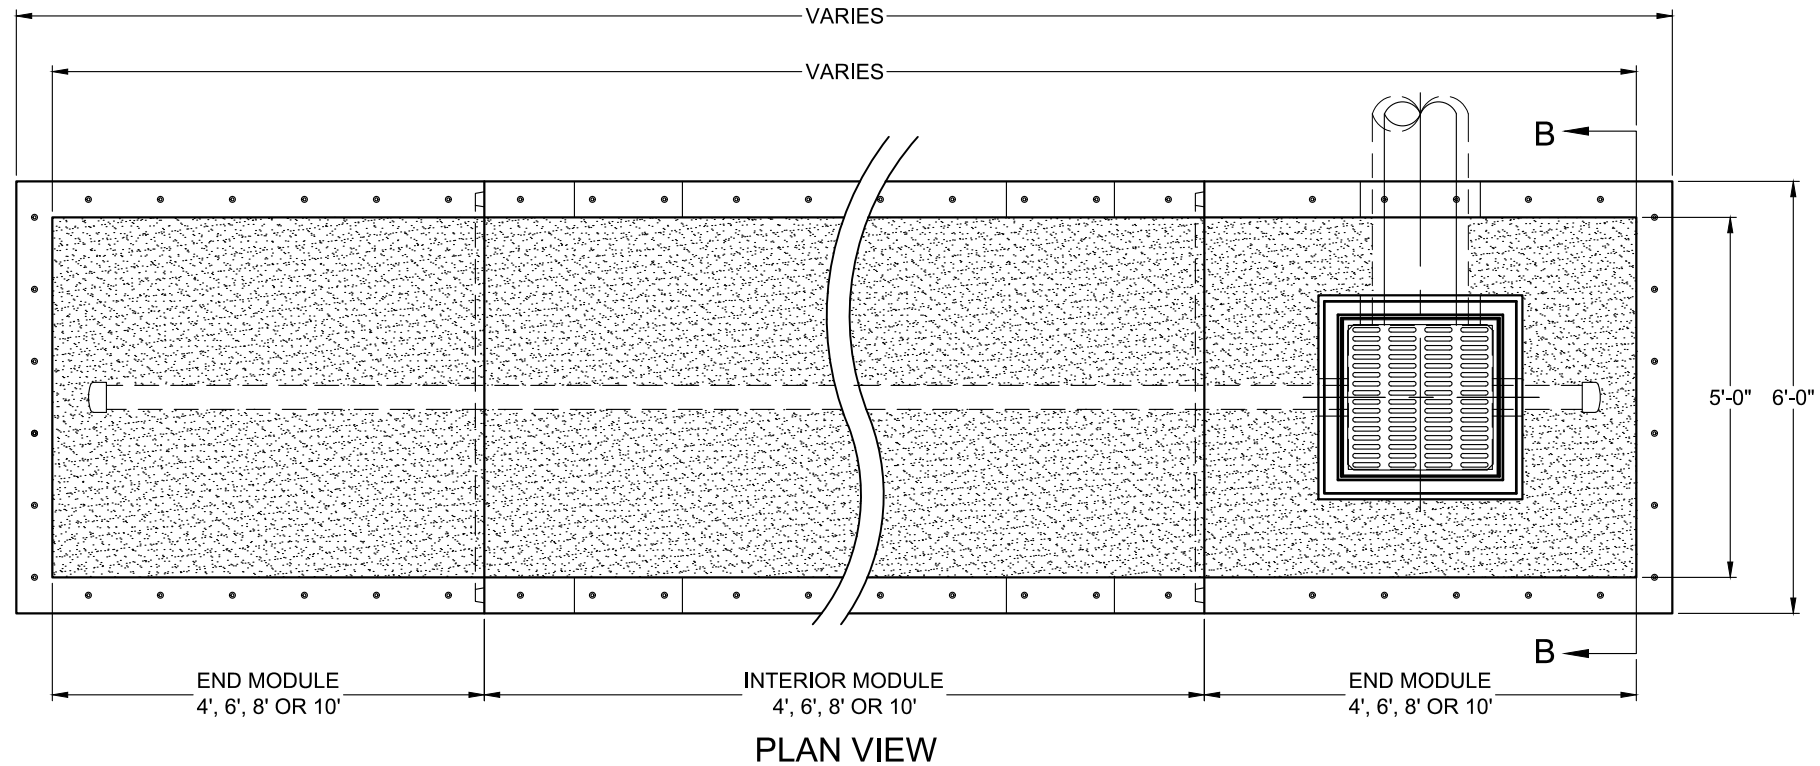 VARIES
VARIES
B
5'-0"
6'-0"
B
END MODULE
4', 6', 8' OR 10'
INTERIOR MODULE
4', 6', 8' OR 10'
END MODULE
4', 6', 8' OR 10'
PLAN VIEW